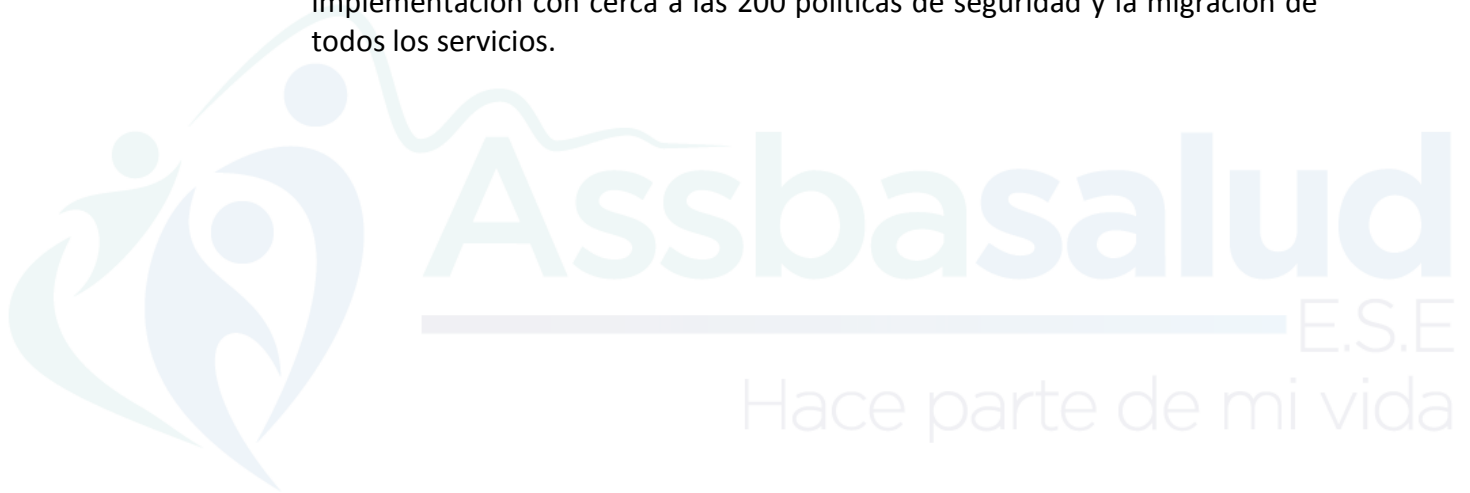 implementación con cerca a las 200 políticas de seguridad y la migración de
todos los servicios.
Assbasalud
E.S.E
Hace parte de mi vida